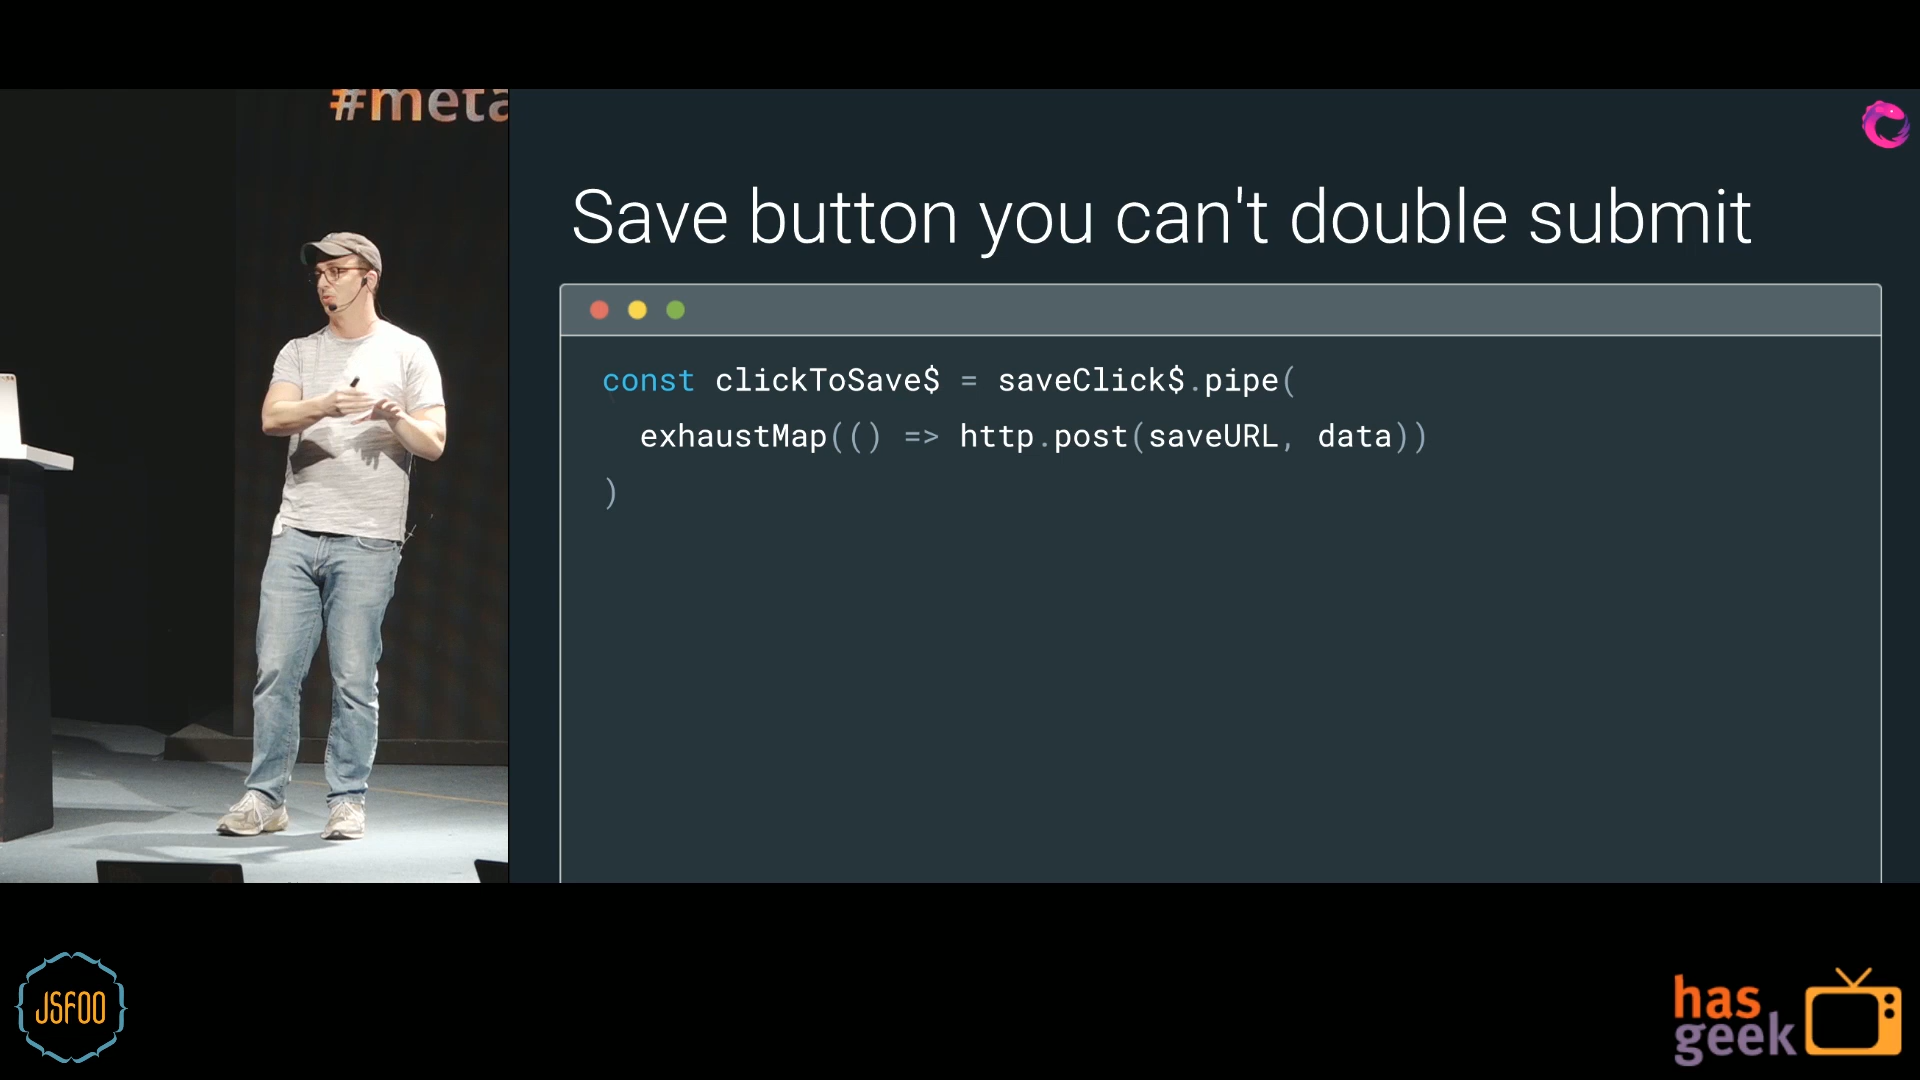 #meta
Save button you can't double submit
const clickToSave$ = saveClick$.pipe(
  exhaustMap(() => http.post(saveURL, data))
)
JSFOO
has
geek